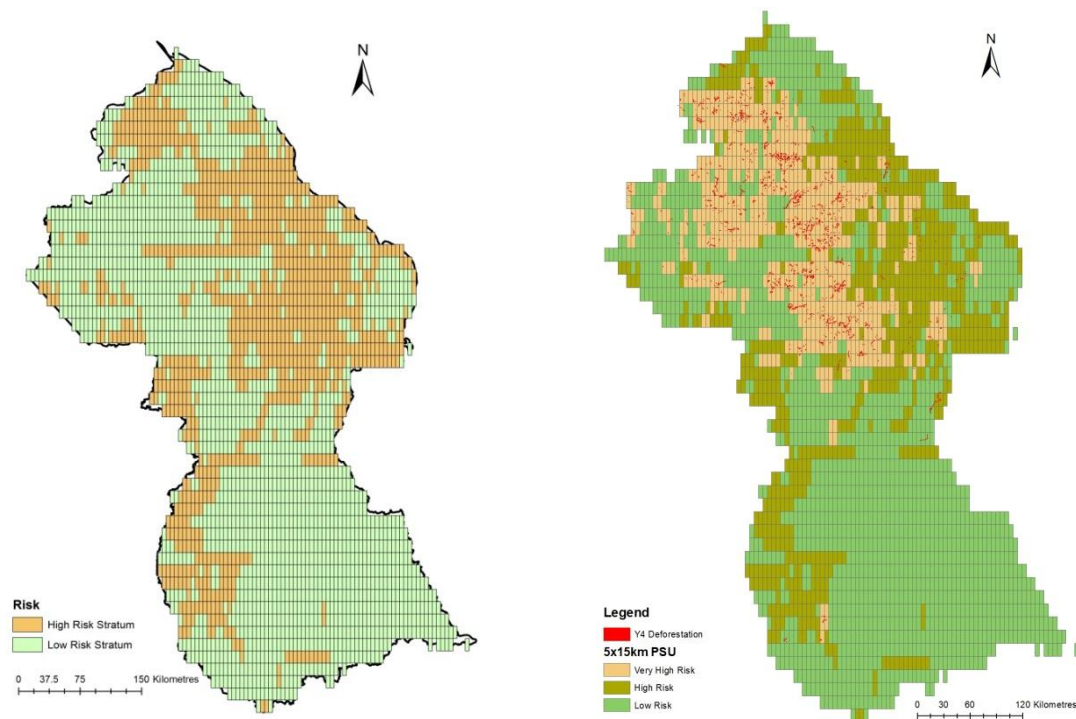 N
Risk
High Risk Stratum
Low Risk Stratum
0 37.5 75 150 Kilometres
N
Legend
Y4 Deforestation
5x15km PSU
Very High Risk
High Risk
Low Risk
0 30 60 120 Kilometres